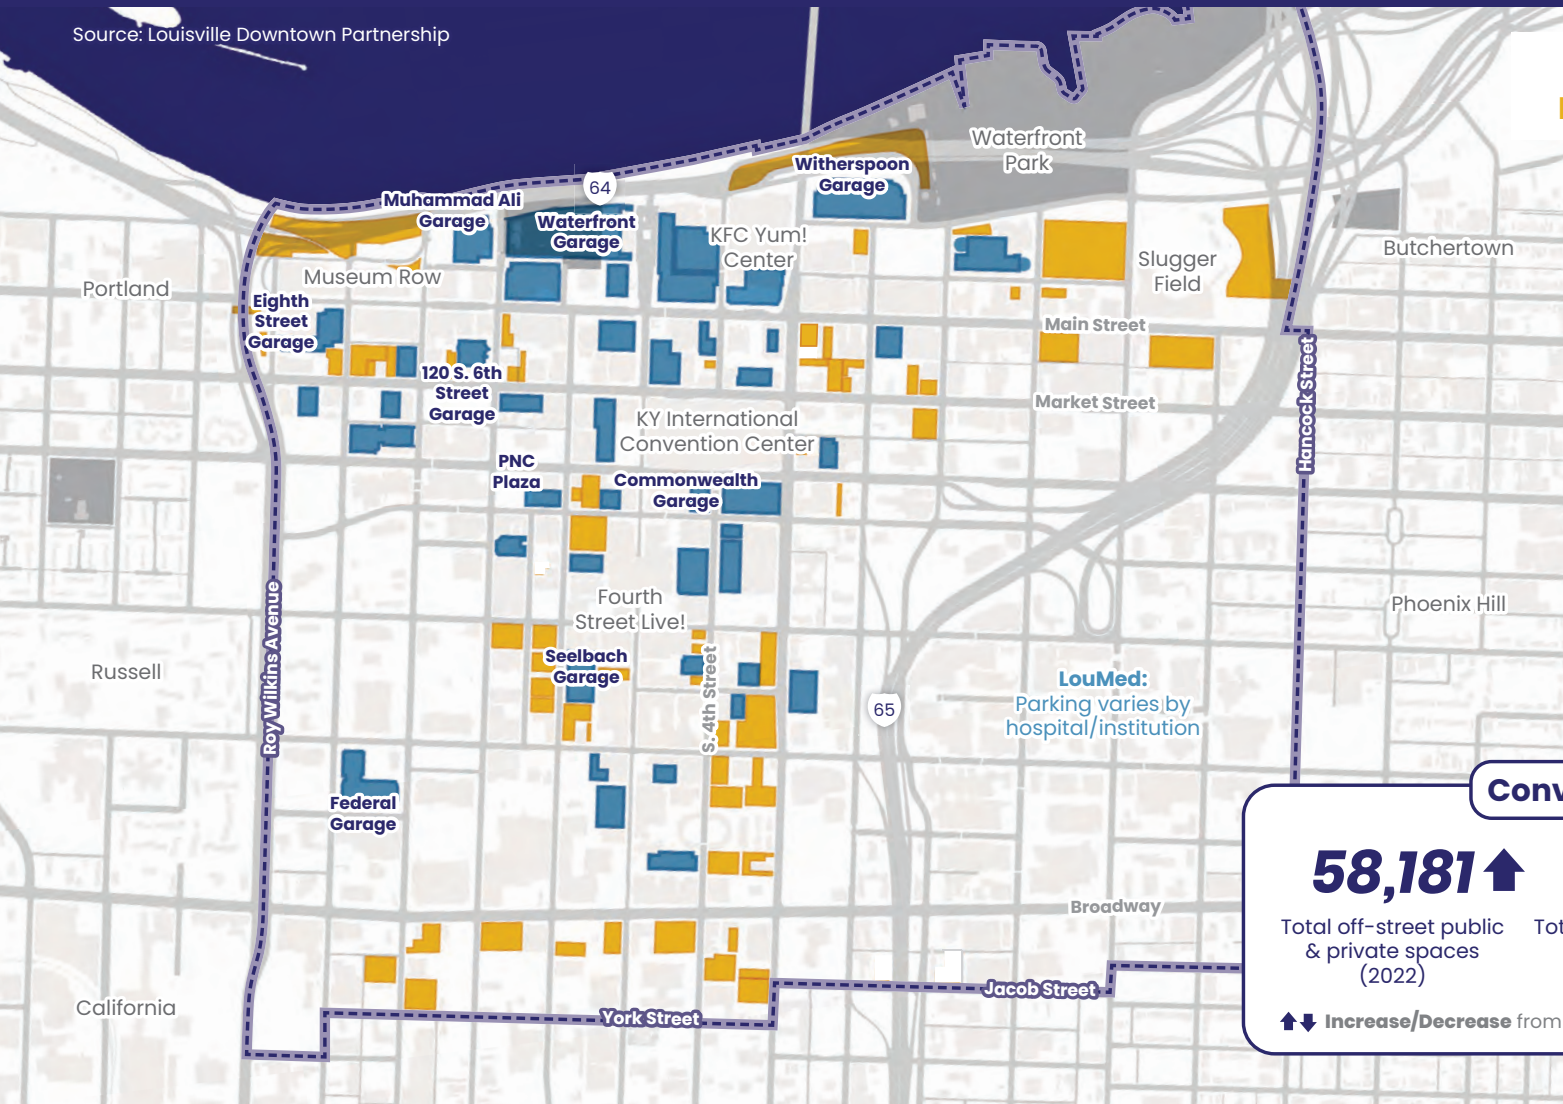 Source: Louisville Downtown Partnership
Waterfront
Park
Witherspoon
Garage
64
Muhammad Ali
Garage
Waterfront
Garage
KFC Yum!
Center
Slugger
Field
Butchertown
Portland
Museum Row
Eighth
Street
Garage
Main Street
120 S. 6th
Street
Garage
Market Street
Hancock Street
KY International
Convention Center
PNC
Plaza
Commonwealth
Garage
Fourth
Street Live!
Phoenix Hill
Roy Wilkins Avenue
Russell
Seelbach
Garage
S. 4th Street
65
LouMed:
Parking varies by
hospital/institution
Federal
Garage
Conv
58,181
Total off-street public
& private spaces
(2022)
Tot
Increase/Decrease from
Broadway
California
Jacob Street
York Street